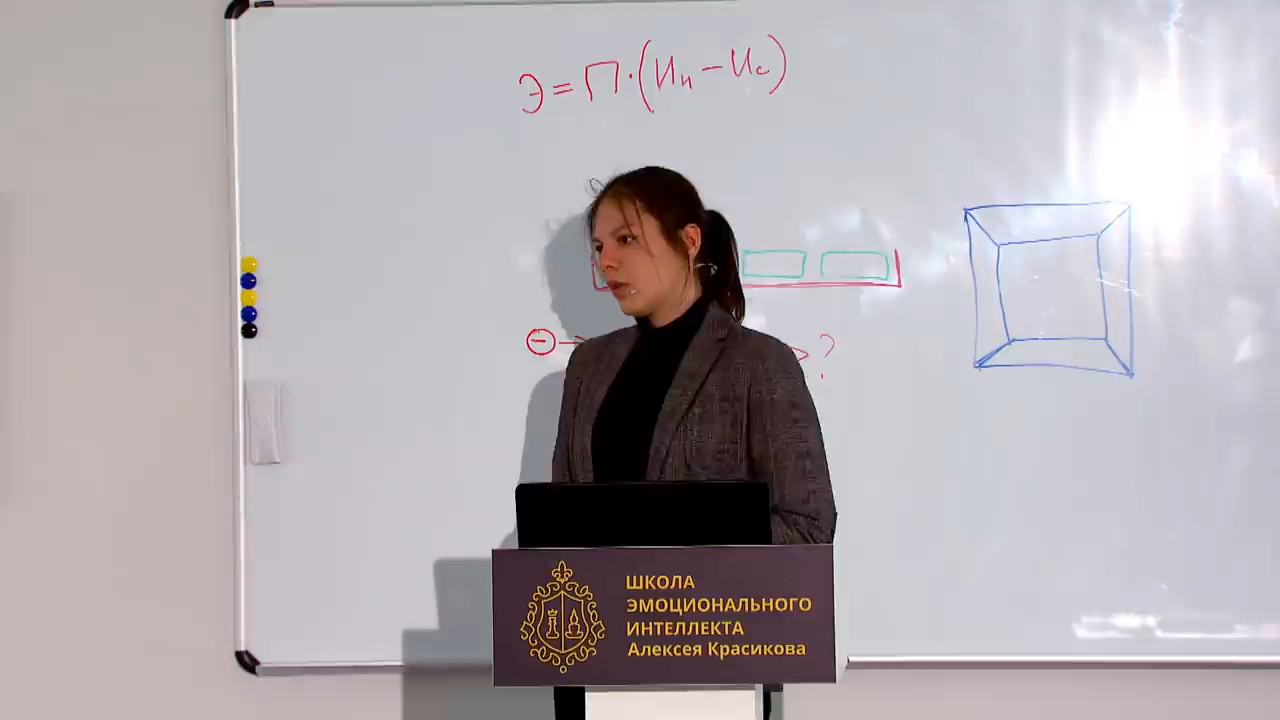 Э = П · (Ин – Ис)
⊖ → > ?
ШКОЛА
ЭМОЦИОНАЛЬНОГО
ИНТЕЛЛЕКТА
Алексея Красикова